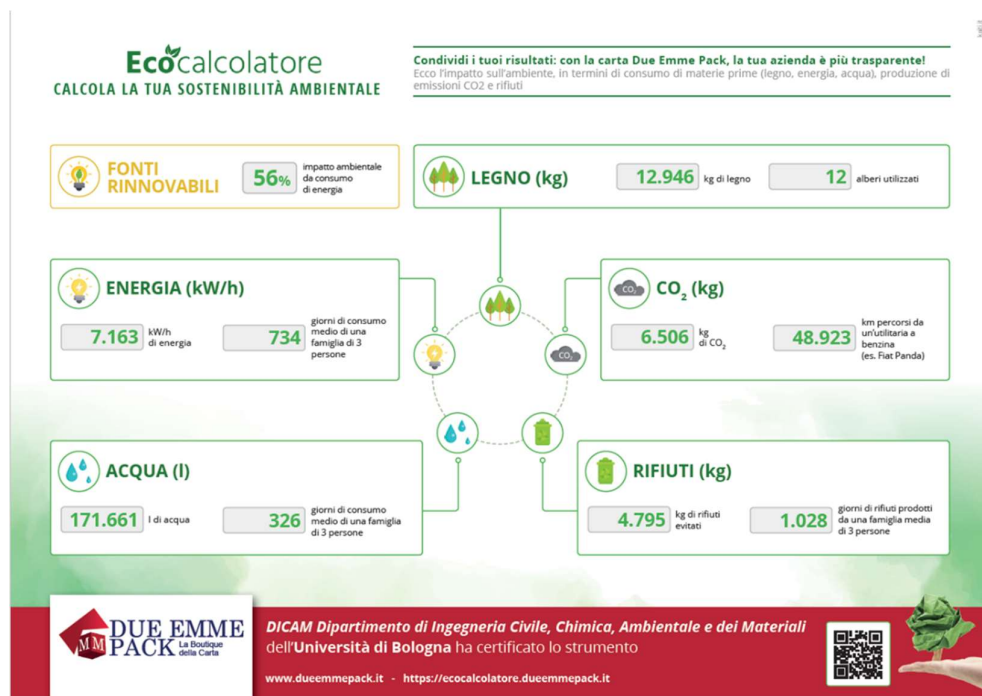 Ecocalcolatore
CALCOLA LA TUA SOSTENIBILITÀ AMBIENTALE
Condividi i tuoi risultati: con la carta Due Emme Pack, la tua azienda è più trasparente!
Ecco l'impatto sull'ambiente, in termini di consumo di materie prime (legno, energia, acqua), produzione di
emissioni CO2 e rifiuti
FONTI
RINNOVABILI
56%
impatto ambientale
da consumo
di energia
LEGNO (kg)
12.946
kg di legno
12
alberi utilizzati
ENERGIA (kW/h)
7.163
kW/h
di energia
734
giorni di consumo
medio di una
famiglia di 3
persone
CO2 (kg)
6.506
kg
di CO2
48.923
km percorsi da
un'utilitaria a
benzina
(es. Fiat Panda)
CO2
CO2
ACQUA (l)
171.661
l di acqua
326
giorni di consumo
medio di una famiglia
di 3 persone
RIFIUTI (kg)
4.795
kg di rifiuti
evitati
1.028
giorni di rifiuti prodotti
da una famiglia media
di 3 persone
MM
DUE EMME
PACK
La Boutique
della Carta
DICAM Dipartimento di Ingegneria Civile, Chimica, Ambientale e dei Materiali
dell'Università di Bologna ha certificato lo strumento
www.dueemmepack.it - https://ecocalcolatore.dueemmepack.it